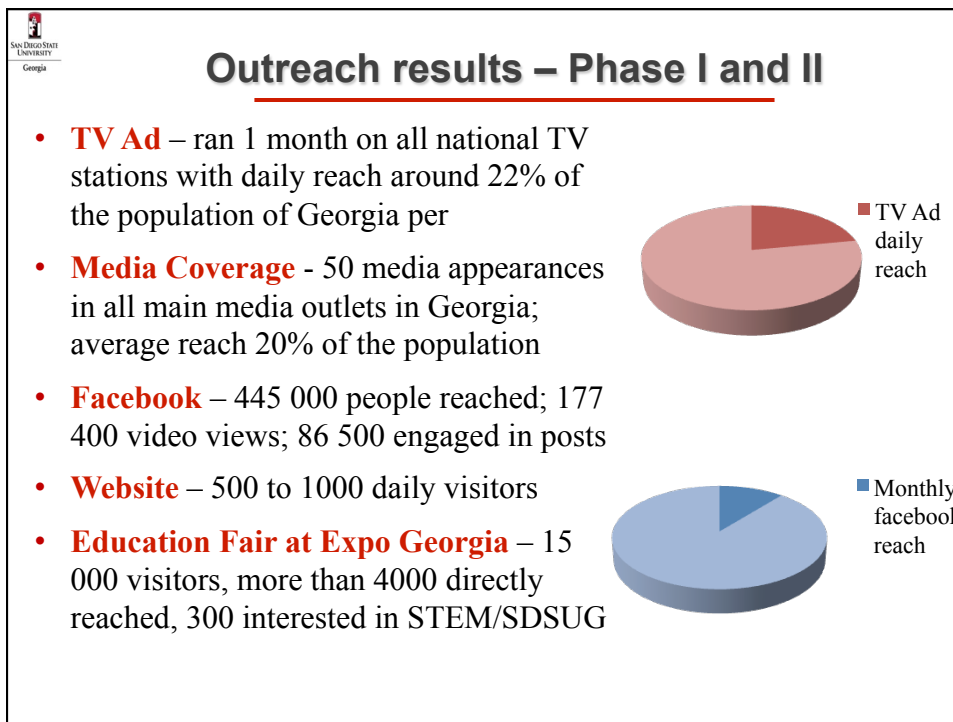 SAN DIEGO STATE
UNIVERSITY
Georgia
Outreach results – Phase I and II
• TV Ad – ran 1 month on all national TV
stations with daily reach around 22% of
the population of Georgia per
• Media Coverage - 50 media appearances
in all main media outlets in Georgia;
average reach 20% of the population
• Facebook – 445 000 people reached; 177
400 video views; 86 500 engaged in posts
• Website – 500 to 1000 daily visitors
• Education Fair at Expo Georgia – 15
000 visitors, more than 4000 directly
reached, 300 interested in STEM/SDSUG
TV Ad
daily
reach
Monthly
facebook
reach